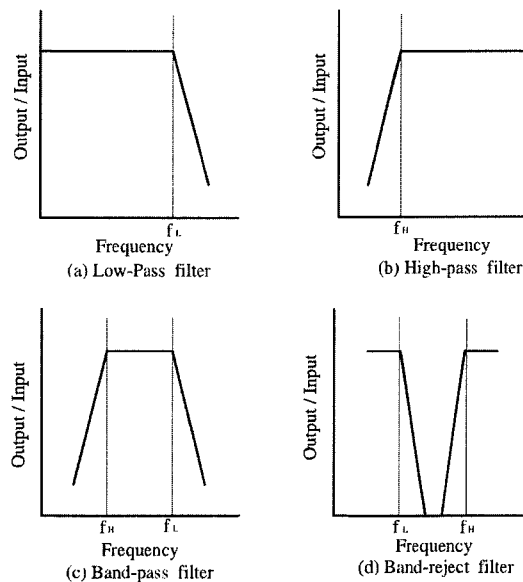 Output / Input
f L
Frequency
(a) Low-Pass filter
Output / Input
f H
Frequency
(b) High-pass filter
Output / Input
f H
f L
Frequency
(c) Band-pass filter
Output / Input
f L
f H
Frequency
(d) Band-reject filter